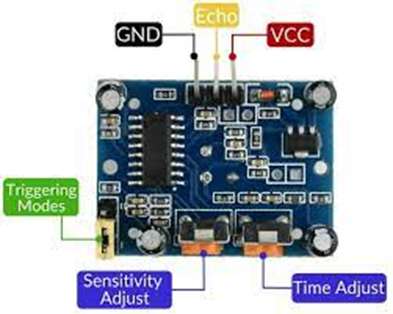 Echo
GND
VCC
Triggering
Modes
Sensitivity
Adjust
Time Adjust